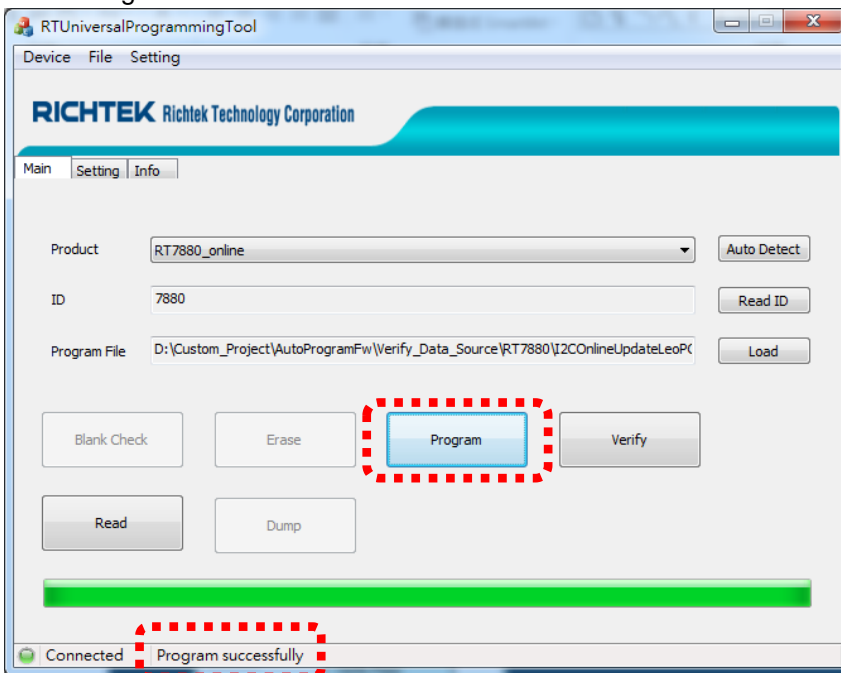 RTUniversalProgrammingTool
Device File Setting
RICHTEK Richtek Technology Corporation
Main Setting Info
Product RT7880_online Auto Detect
ID 7880 Read ID
Program File D:\Custom_Project\AutoProgramFw\Verify_Data_Source\RT7880\I2COnlineUpdateLeoP( Load
Blank Check Erase Program Verify
Read Dump
Connected Program successfully